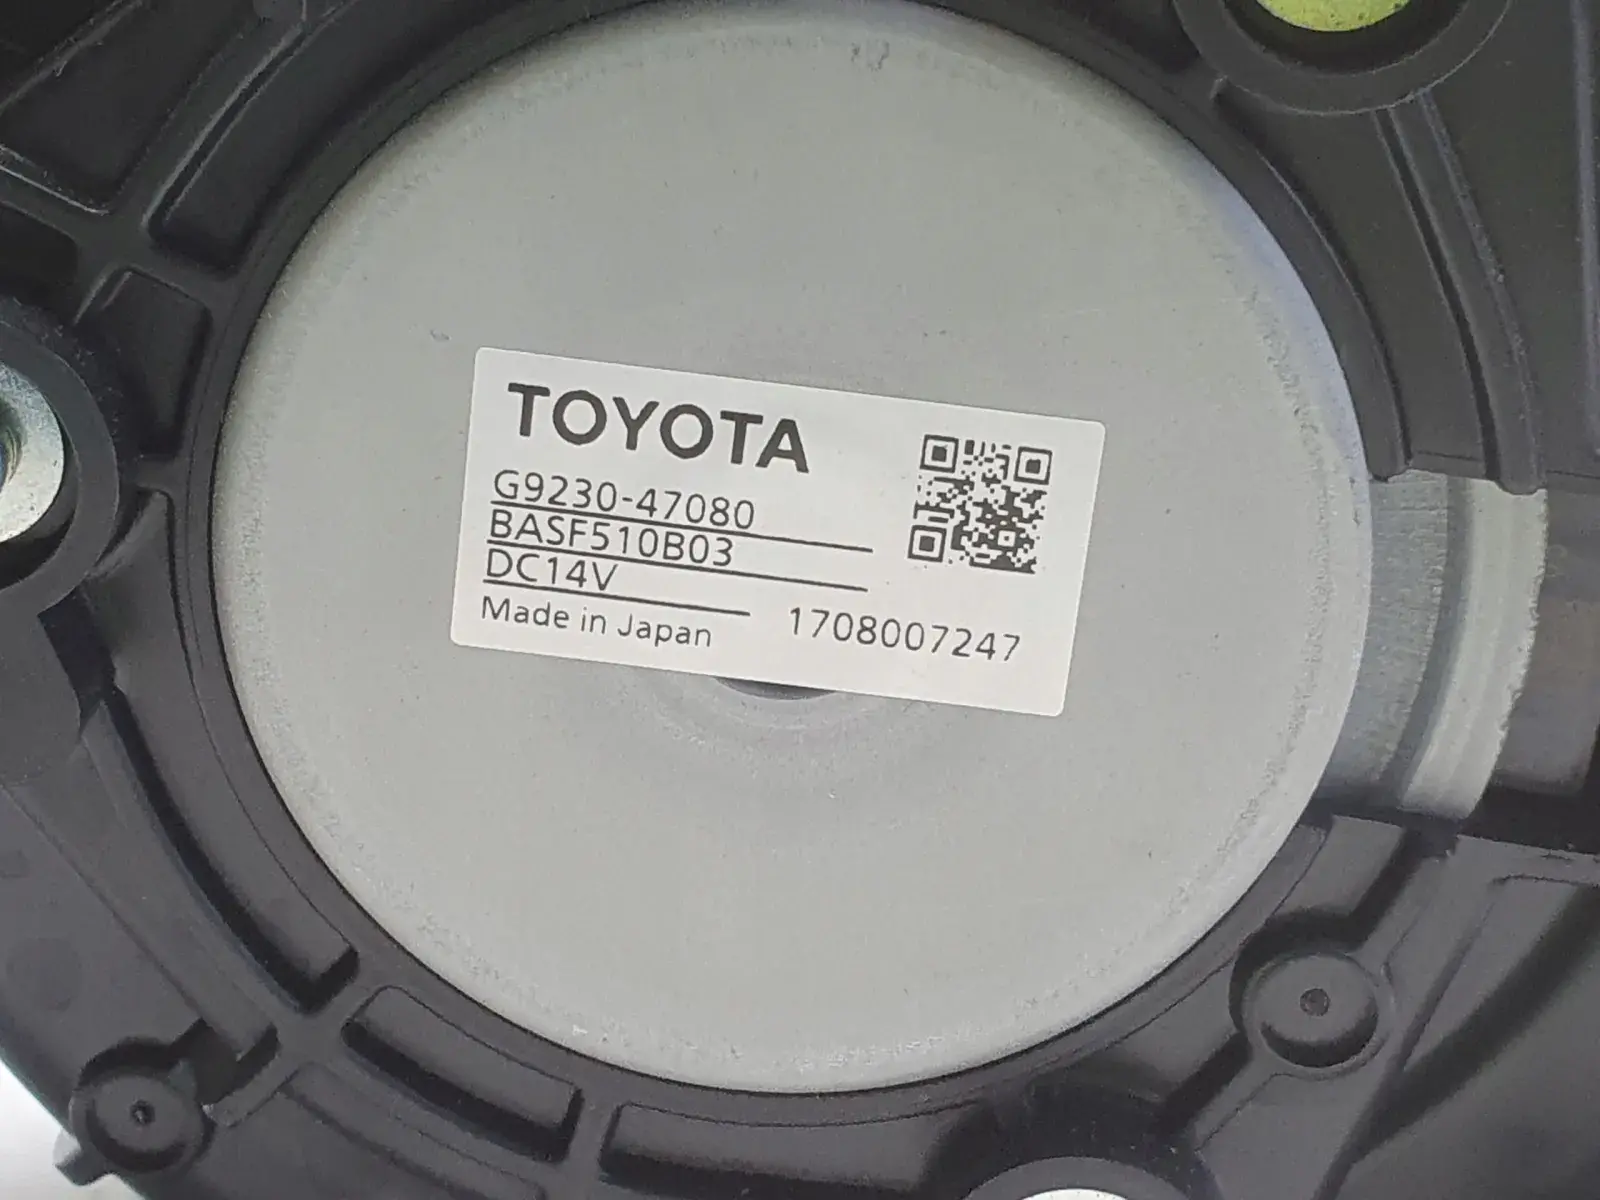 TOYOTA
G9230-47080
BASF510B03
DC14V
Made in Japan 1708007247